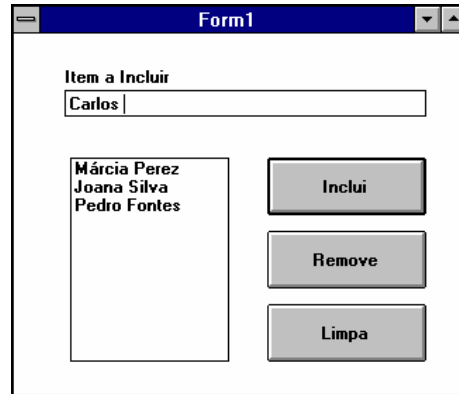 Form1
Item a Incluir
Carlos
Márcia Perez
Joana Silva
Pedro Fontes
Inclui
Remove
Limpa